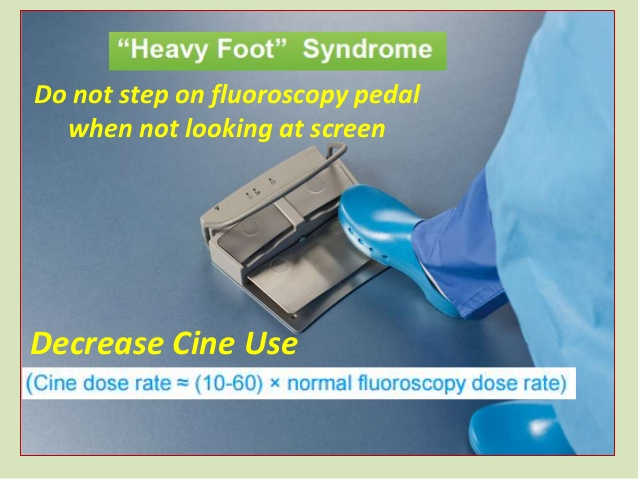 “Heavy Foot” Syndrome
Do not step on fluoroscopy pedal
when not looking at screen
Decrease Cine Use
(Cine dose rate ≈ (10-60) × normal fluoroscopy dose rate)